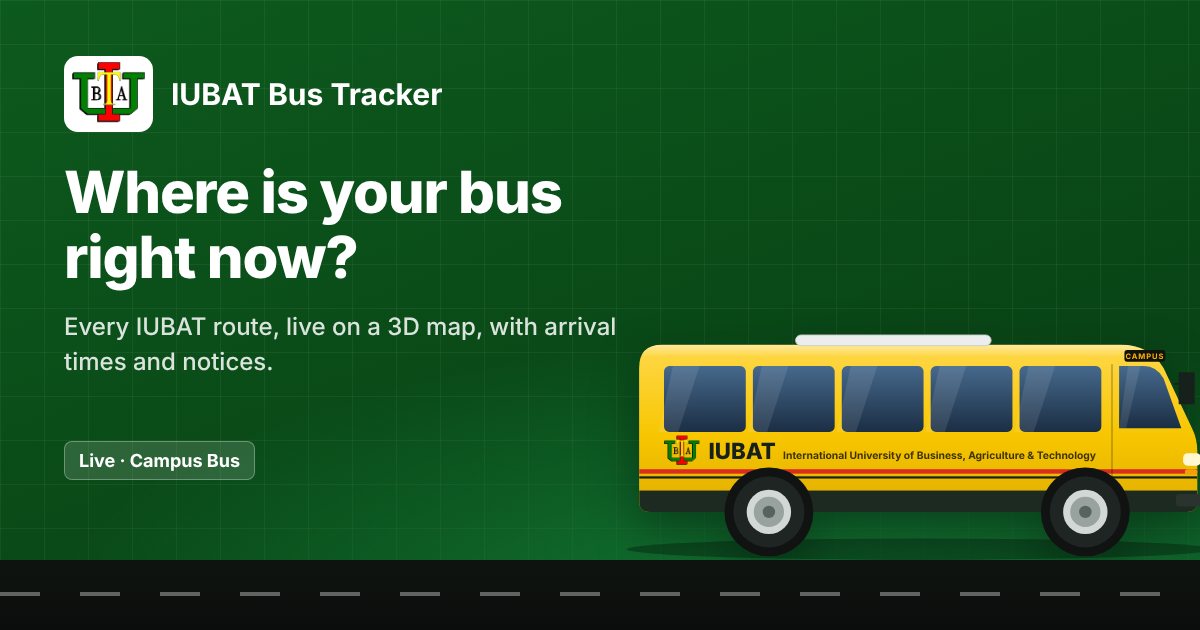 IUBAT Bus Tracker
Where is your bus
right now?
Every IUBAT route, live on a 3D map, with arrival
times and notices.
Live · Campus Bus
CAMPUS
IUBAT International University of Business, Agriculture & Technology